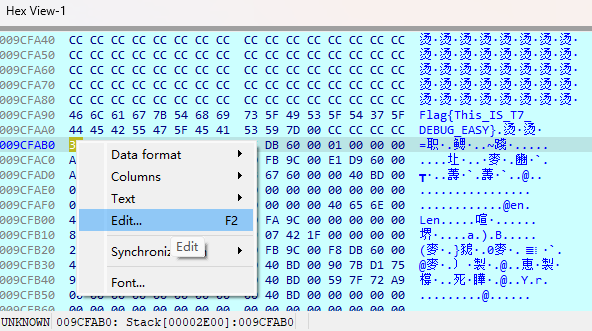 Hex View-1
009CFA40 CC CC CC CC CC CC CC CC CC CC CC CC CC CC CC CC 烫·烫·烫·烫·烫·烫·烫·烫·
009CFA50 CC CC CC CC CC CC CC CC CC CC CC CC CC CC CC CC 烫·烫·烫·烫·烫·烫·烫·烫·
009CFA60 CC CC CC CC CC CC CC CC CC CC CC CC CC CC CC CC 烫·烫·烫·烫·烫·烫·烫·烫·
009CFA70 CC CC CC CC CC CC CC CC CC CC CC CC CC CC CC CC 烫·烫·烫·烫·烫·烫·烫·烫·
009CFA80 CC CC CC CC CC CC CC CC CC CC CC CC CC CC CC CC 烫·烫·烫·烫·烫·烫·烫·烫·
009CFA90 46 6C 61 67 7B 54 68 69 73 5F 49 53 5F 54 37 5F Flag{This_IS_T7_
009CFAA0 44 45 42 55 47 5F 45 41 53 59 7D 00 CC CC CC CC DEBUG_EASY}.烫·烫·
009CFAB0 3 DB 60 00 01 00 00 00
009CFAC0 A FB 9C 00 E1 D9 60 00
009CFAD0 A 67 60 00 00 40 BD 00
009CFAE0 0 00 00 00 00 00 00 00 ................
009CFAF0 0 00 00 00 40 65 6E 00 ............@en.
009CFB00 4 FA 9C 00 00 00 00 00
009CFB10 8 07 42 1F 00 00 00 00
009CFB20 2 FB 9C 00 F8 DB 60 00
009CFB30 4 40 BD 00 90 7B D1 75
009CFB40 4 40 BD 00 59 7F 72 A9
009CFB50 00 00 00 00 00 00 00 00 00 40 BD 00 00 00 00 00 .........@......
Data format
Columns
Text
Edit... F2
Synchroniz
Edit
Font...
UNKNOWN 009CFAB0: Stack[00002E00]:009CFAB0